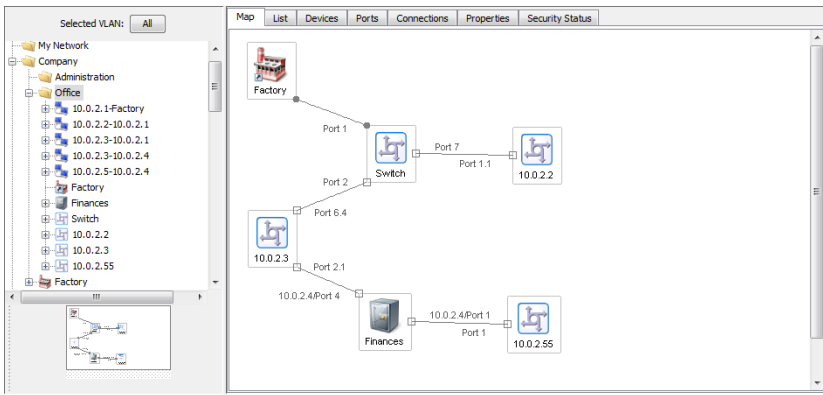 Selected VLAN: All
My Network
Company
Administration
Office
10.0.2.1-Factory
10.0.2.2-10.0.2.1
10.0.2.3-10.0.2.1
10.0.2.3-10.0.2.4
10.0.2.5-10.0.2.4
Factory
Finances
Switch
10.0.2.2
10.0.2.3
10.0.2.55
Factory
Map List Devices Ports Connections Properties Security Status
Factory
Port 1
Switch
Port 7
Port 1.1
10.0.2.2
Port 2
Port 6.4
10.0.2.3
Port 2.1
10.0.2.4/Port 4
Finances
10.0.2.4/Port 1
Port 1
10.0.2.55